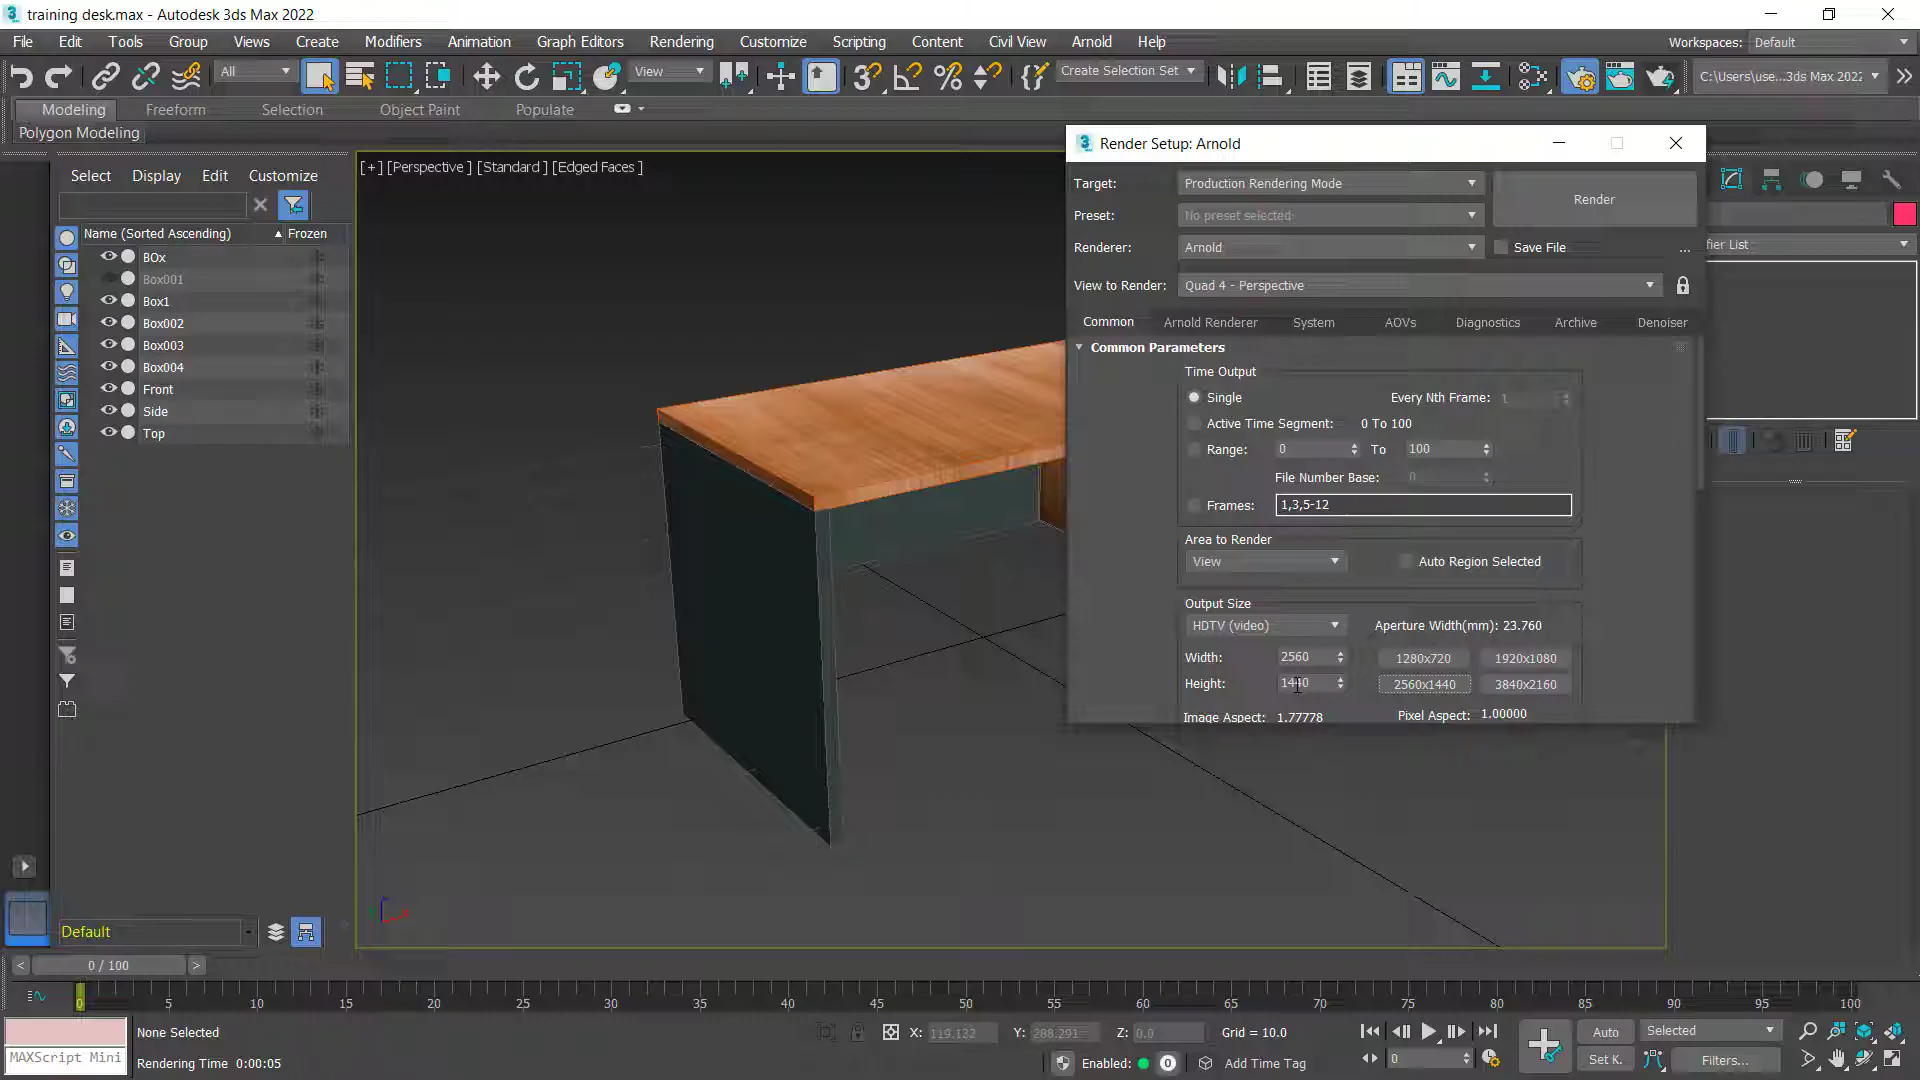 training desk.max - Autodesk 3ds Max 2022
File Edit Tools Group Views Create Modifiers Animation Graph Editors Rendering Customize Scripting Content Civil View Arnold Help
Workspaces: Default
All
View
Create Selection Set
C:\Users\use...3ds Max 2022
Modeling Freeform Selection Object Paint Populate
Polygon Modeling
Select Display Edit Customize
Name (Sorted Ascending) Frozen
BOx
Box001
Box1
Box002
Box003
Box004
Front
Side
Top
Default
[+] [Perspective] [Standard] [Edged Faces]
Render Setup: Arnold
Target: Production Rendering Mode
Render
Preset: No preset selected
Renderer: Arnold
Save File ...
View to Render: Quad 4 - Perspective
Common Arnold Renderer System AOVs Diagnostics Archive Denoiser
Common Parameters
Time Output
Single Every Nth Frame: 1
Active Time Segment: 0 To 100
Range: 0 To 100
File Number Base: 0
Frames: 1,3,5-12
Area to Render
View Auto Region Selected
Output Size
HDTV (video) Aperture Width(mm): 23.760
Width: 2560 1280x720 1920x1080
Height: 1440 2560x1440 3840x2160
Image Aspect: 1.77778 Pixel Aspect: 1.00000
0 / 100
0 5 10 15 20 25 30 35 40 45 50 55 60 65 70 75 80 85 90 95 100
None Selected
X: 119.132 Y: 288.291 Z: 0.0 Grid = 10.0
Auto Selected
MAXScript Mini
Rendering Time 0:00:05
Enabled: 0 Add Time Tag
0
Set K. Filters...